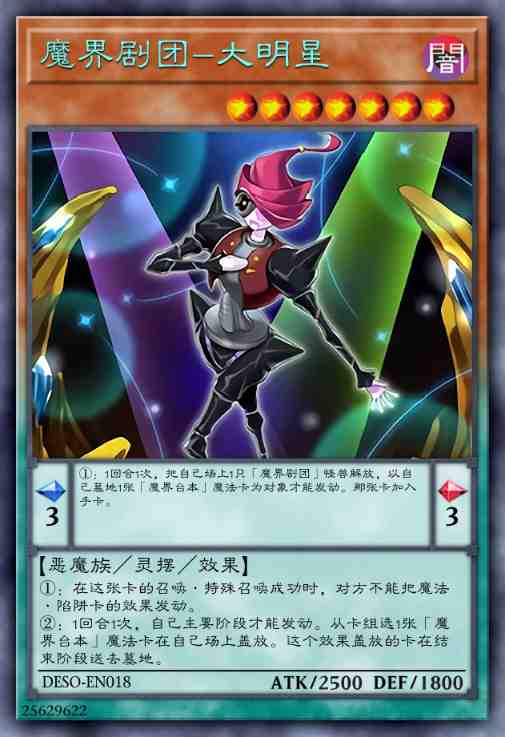 魔界剧团-大明星
闇
①：1回合1次，把自己场上1只「魔界剧团」怪兽解放，以自
己墓地1张「魔界台本」魔法卡为对象才能发动。那张卡加入
手卡。
3
3
【恶魔族／灵摆／效果】
①：在这张卡的召唤·特殊召唤成功时，对方不能把魔法
·陷阱卡的效果发动。
②：1回合1次，自己主要阶段才能发动。从卡组选1张「魔
界台本」魔法卡在自己场上盖放。这个效果盖放的卡在结
束阶段送去墓地。
DESO-EN018
ATK/2500 DEF/1800
25629622